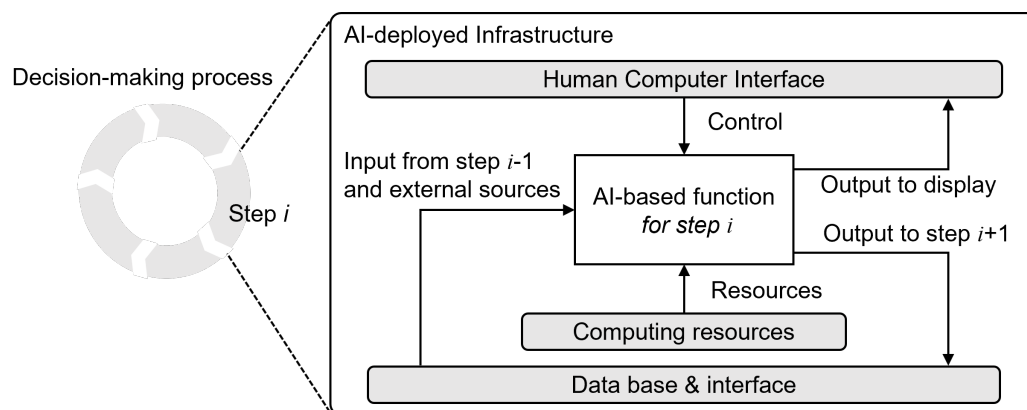 AI-deployed Infrastructure
Decision-making process
Human Computer Interface
Control
Input from step i-1
and external sources
AI-based function
for step i
Output to display
Step i
Output to step i+1
Resources
Computing resources
Data base & interface